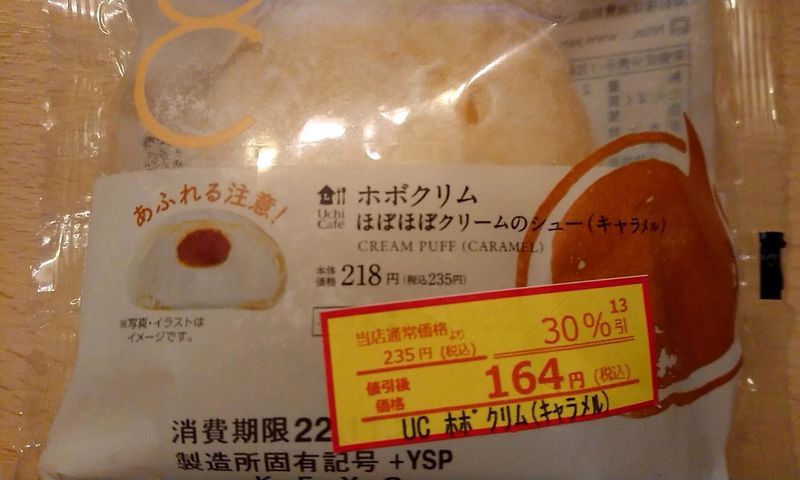 あふれる注意!
Uchi Café
ホボクリム
ほぼほぼクリームのシュー(キャラメル)
CREAM PUFF (CARAMEL)
本体価格 218円(税込235円)
※写真・イラストは
イメージです。
当店通常価格より
235円(税込)
30%引
13
値引後価格
164円(税込)
UC ホボクリム(キャラメル)
消費期限22
製造所固有記号 +YSP